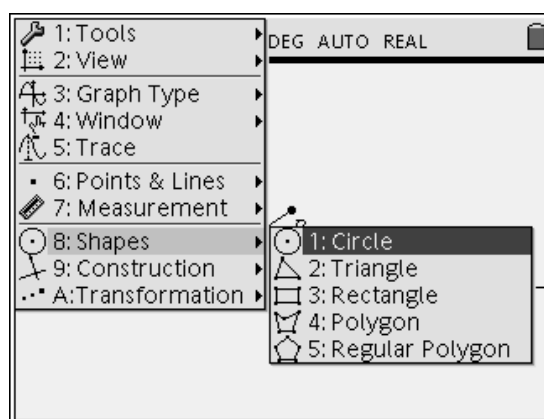 1: Tools
DEG AUTO REAL
2: View
3: Graph Type
4: Window
5: Trace
6: Points & Lines
7: Measurement
8: Shapes
9: Construction
A:Transformation
1: Circle
2: Triangle
3: Rectangle
4: Polygon
5: Regular Polygon